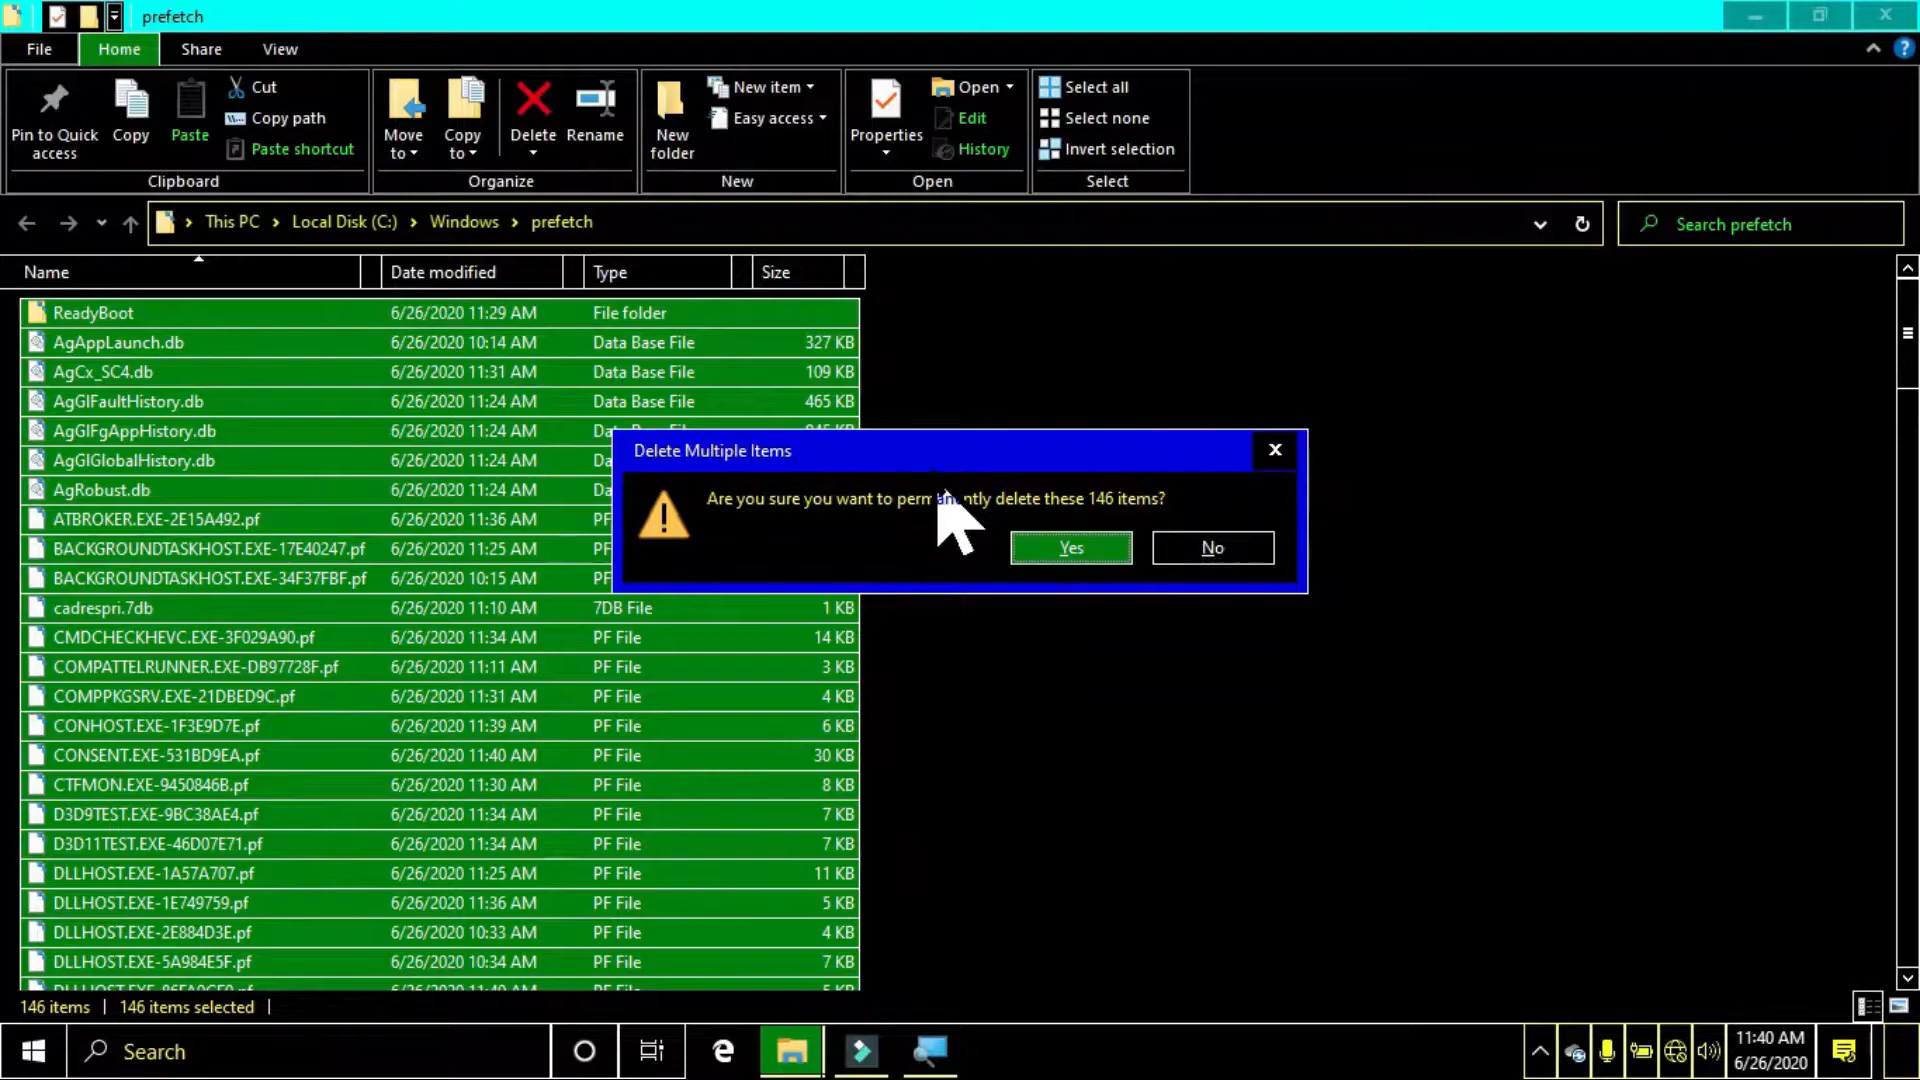 prefetch
File Home Share View
Pin to Quick access
Copy
Paste
Cut
Copy path
Paste shortcut
Clipboard
Move to
Copy to
Delete
Rename
Organize
New folder
New item
Easy access
New
Properties
Open
Edit
History
Open
Select all
Select none
Invert selection
Select
This PC Local Disk (C:) Windows prefetch
Search prefetch
Name Date modified Type Size
ReadyBoot 6/26/2020 11:29 AM File folder
AgAppLaunch.db 6/26/2020 10:14 AM Data Base File 327 KB
AgCx_SC4.db 6/26/2020 11:31 AM Data Base File 109 KB
AgGlFaultHistory.db 6/26/2020 11:24 AM Data Base File 465 KB
AgGlFgAppHistory.db 6/26/2020 11:24 AM
AgGlGlobalHistory.db 6/26/2020 11:24 AM Da
AgRobust.db 6/26/2020 11:24 AM Da
ATBROKER.EXE-2E15A492.pf 6/26/2020 11:36 AM PF
BACKGROUNDTASKHOST.EXE-17E40247.pf 6/26/2020 11:25 AM PF
BACKGROUNDTASKHOST.EXE-34F37FBF.pf 6/26/2020 10:15 AM PF
cadrespri.7db 6/26/2020 11:10 AM 7DB File 1 KB
CMDCHECKHEVC.EXE-3F029A90.pf 6/26/2020 11:34 AM PF File 14 KB
COMPATTELRUNNER.EXE-DB97728F.pf 6/26/2020 11:11 AM PF File 3 KB
COMPPKGSRV.EXE-21DBED9C.pf 6/26/2020 11:31 AM PF File 4 KB
CONHOST.EXE-1F3E9D7E.pf 6/26/2020 11:39 AM PF File 6 KB
CONSENT.EXE-531BD9EA.pf 6/26/2020 11:40 AM PF File 30 KB
CTFMON.EXE-9450846B.pf 6/26/2020 11:30 AM PF File 8 KB
D3D9TEST.EXE-9BC38AE4.pf 6/26/2020 11:34 AM PF File 7 KB
D3D11TEST.EXE-46D07E71.pf 6/26/2020 11:34 AM PF File 7 KB
DLLHOST.EXE-1A57A707.pf 6/26/2020 11:25 AM PF File 11 KB
DLLHOST.EXE-1E749759.pf 6/26/2020 11:36 AM PF File 5 KB
DLLHOST.EXE-2E884D3E.pf 6/26/2020 10:33 AM PF File 4 KB
DLLHOST.EXE-5A984E5F.pf 6/26/2020 10:34 AM PF File 7 KB
Delete Multiple Items
Are you sure you want to permanently delete these 146 items?
Yes No
146 items 146 items selected
Search
11:40 AM
6/26/2020